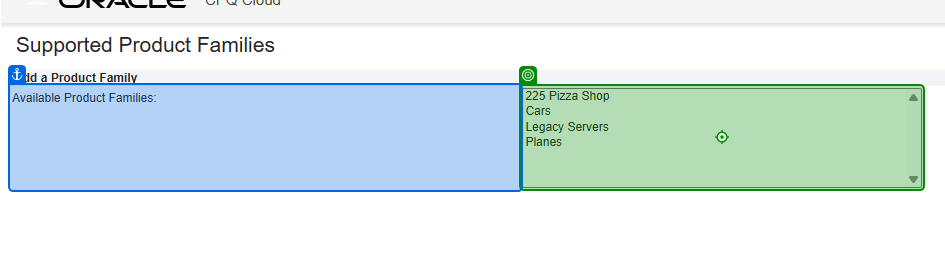 ORACLE CPQ Cloud
Supported Product Families
dd a Product Family
Available Product Families:
225 Pizza Shop
Cars
Legacy Servers
Planes